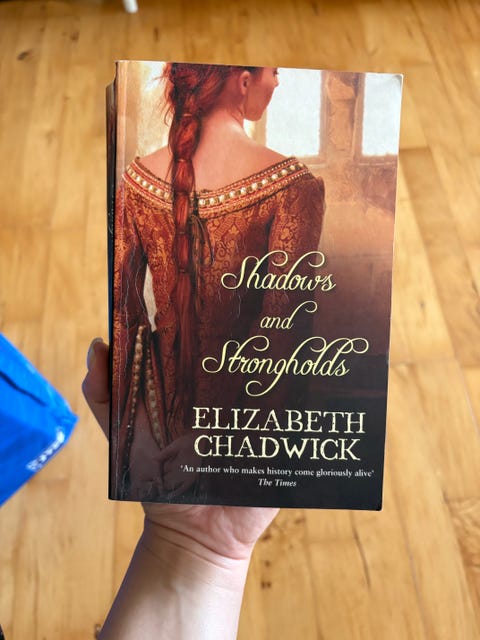 Shadows
and
Strongholds
ELIZABETH
CHADWICK
'An author who makes history come gloriously alive'
The Times